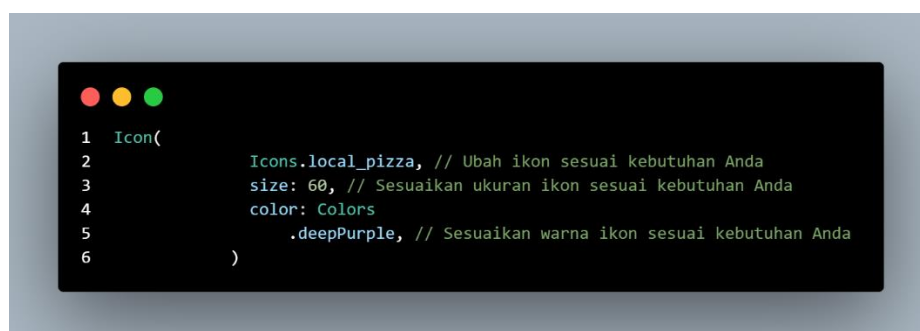 1 Icon(
2 Icons.local_pizza, // Ubah ikon sesuai kebutuhan Anda
3 size: 60, // Sesuaikan ukuran ikon sesuai kebutuhan Anda
4 color: Colors
5 .deepPurple, // Sesuaikan warna ikon sesuai kebutuhan Anda
6 )